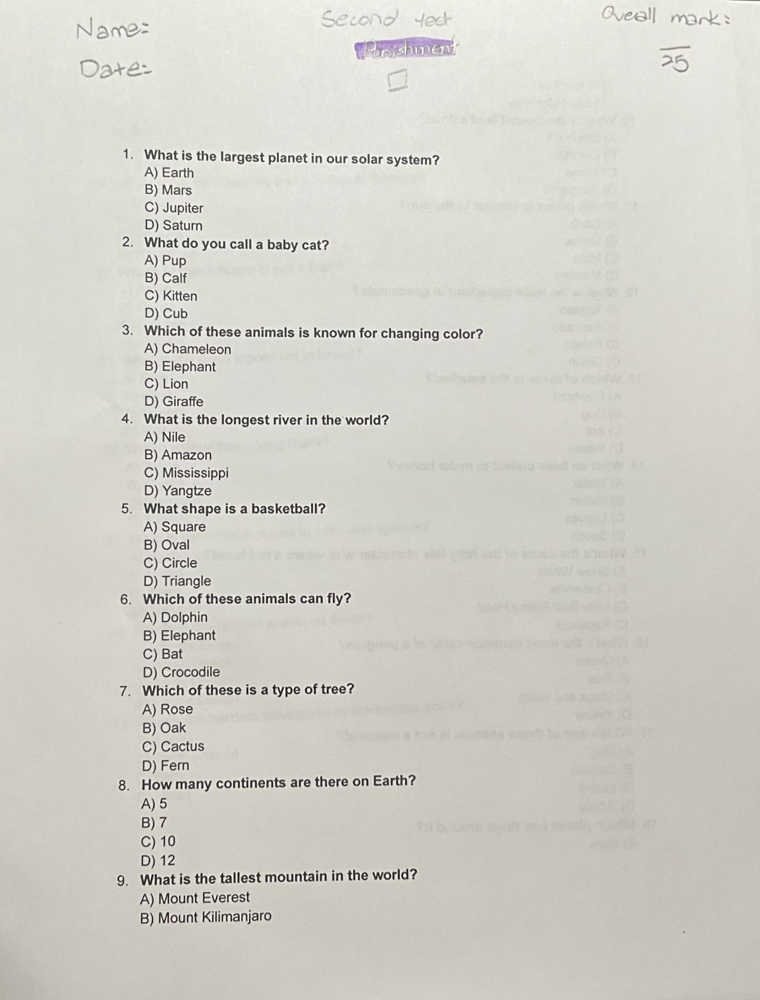 Name:
Date:
Second test
Punishment
Overall mark:
25
1. What is the largest planet in our solar system?
A) Earth
B) Mars
C) Jupiter
D) Saturn
2. What do you call a baby cat?
A) Pup
B) Calf
C) Kitten
D) Cub
3. Which of these animals is known for changing color?
A) Chameleon
B) Elephant
C) Lion
D) Giraffe
4. What is the longest river in the world?
A) Nile
B) Amazon
C) Mississippi
D) Yangtze
5. What shape is a basketball?
A) Square
B) Oval
C) Circle
D) Triangle
6. Which of these animals can fly?
A) Dolphin
B) Elephant
C) Bat
D) Crocodile
7. Which of these is a type of tree?
A) Rose
B) Oak
C) Cactus
D) Fern
8. How many continents are there on Earth?
A) 5
B) 7
C) 10
D) 12
9. What is the tallest mountain in the world?
A) Mount Everest
B) Mount Kilimanjaro